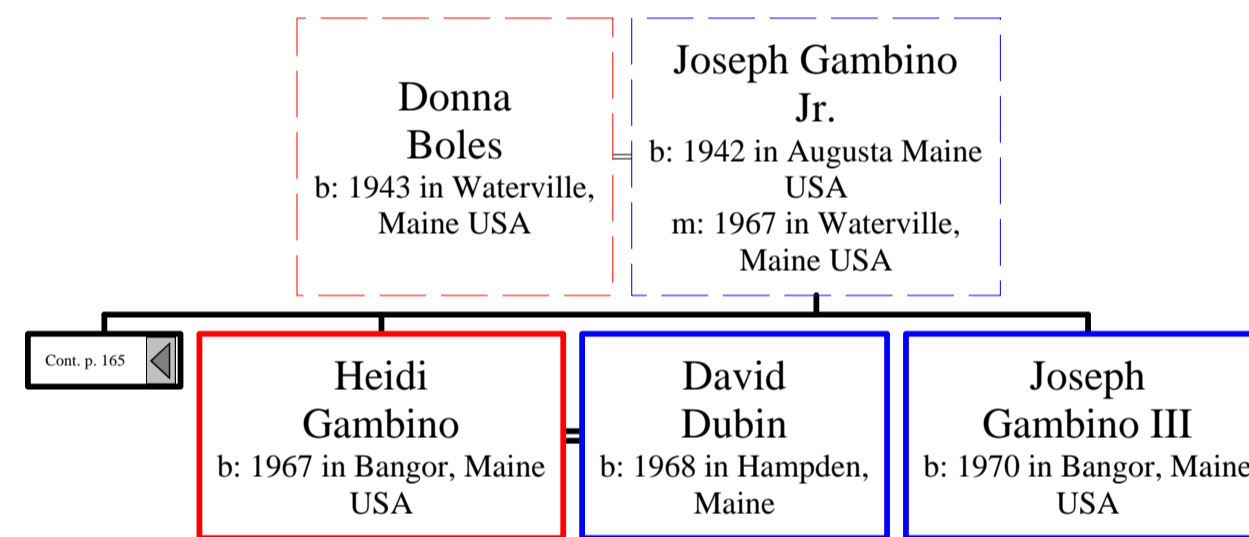 Donna
Boles
b: 1943 in Waterville,
Maine USA
Joseph Gambino
Jr.
b: 1942 in Augusta Maine
USA
m: 1967 in Waterville,
Maine USA
Cont. p. 165
Heidi
Gambino
b: 1967 in Bangor, Maine
USA
David
Dubin
b: 1968 in Hampden,
Maine
Joseph
Gambino III
b: 1970 in Bangor, Maine
USA